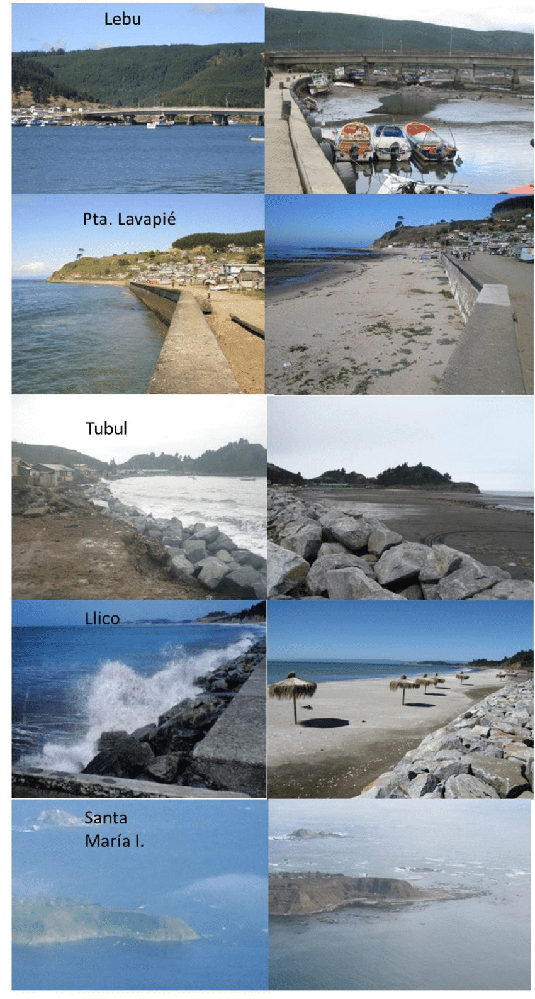 Lebu
Pta. Lavapié
Tubul
Llico
Santa
María I.